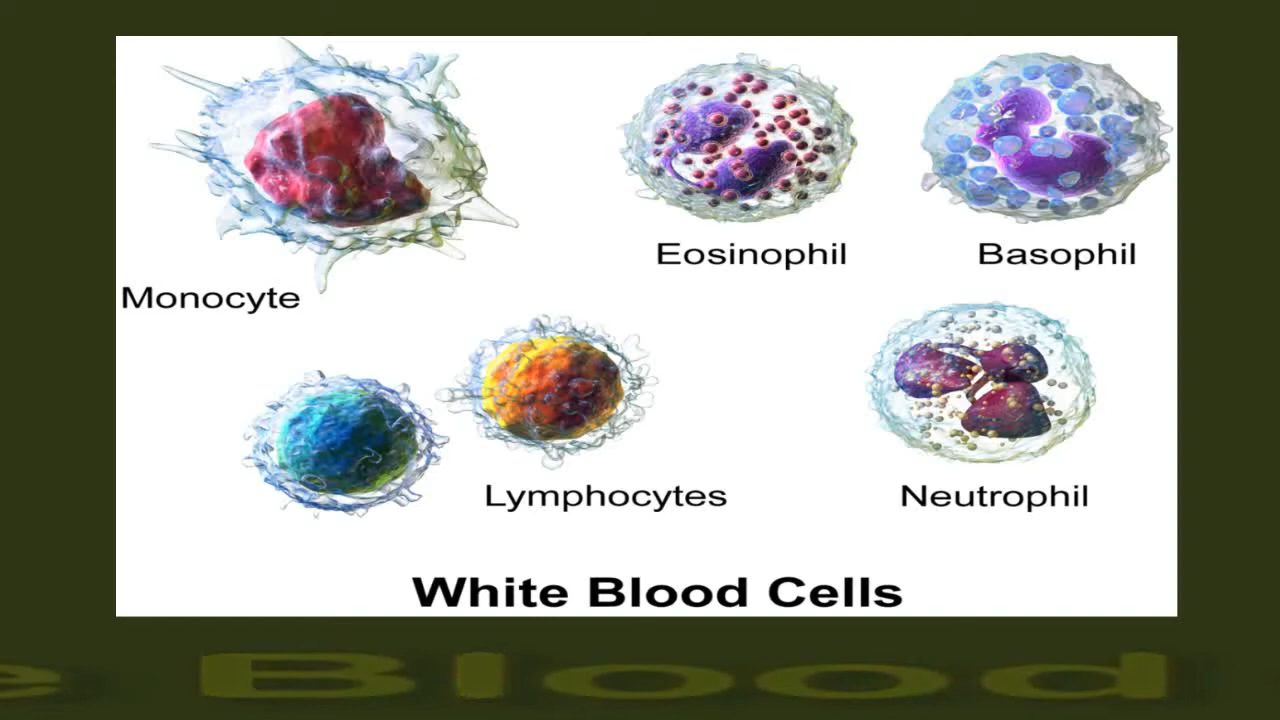 Eosinophil
Basophil
Monocyte
Lymphocytes
Neutrophil
White Blood Cells
e Blood